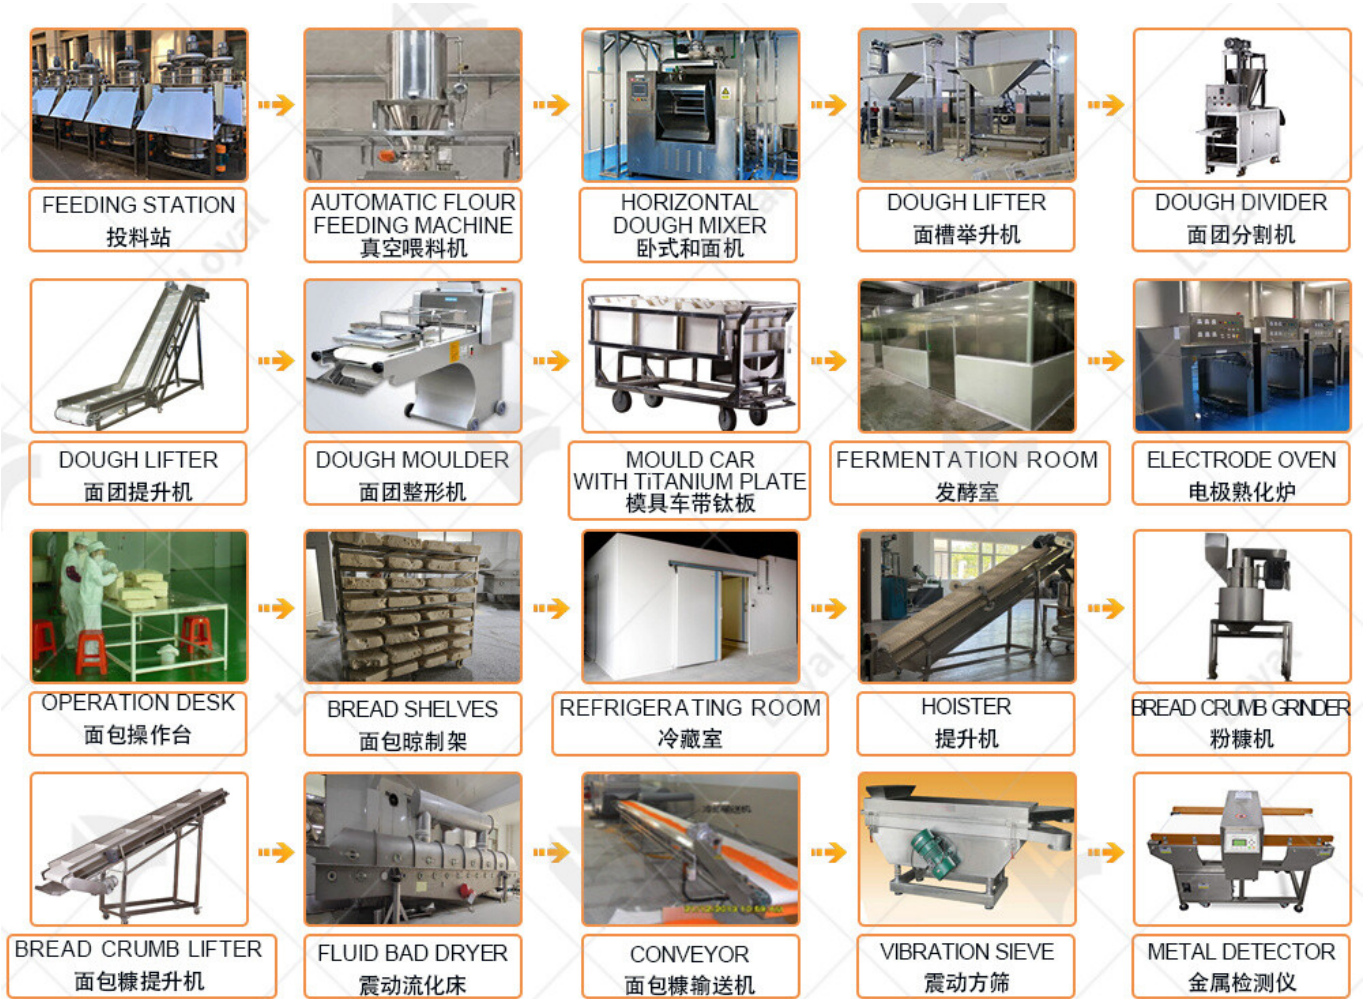 FEEDING STATION
投料站
AUTOMATIC FLOUR
FEEDING MACHINE
真空喂料机
HORIZONTAL
DOUGH MIXER
卧式和面机
DOUGH LIFTER
面槽举升机
DOUGH DIVIDER
面团分割机
DOUGH LIFTER
面团提升机
DOUGH MOULDER
面团整形机
MOULD CAR
WITH TiTANIUM PLATE
模具车带钛板
FERMENTATION ROOM
发酵室
ELECTRODE OVEN
电极熟化炉
OPERATION DESK
面包操作台
BREAD SHELVES
面包晾制架
REFRIGERATING ROOM
冷藏室
HOISTER
提升机
BREAD CRUMB GRINDER
粉糠机
BREAD CRUMB LIFTER
面包糠提升机
FLUID BAD DRYER
震动流化床
CONVEYOR
面包糠输送机
VIBRATION SIEVE
震动方筛
METAL DETECTOR
金属检测仪
Loyal
Loyal
Loyal
Loyal
Loyal